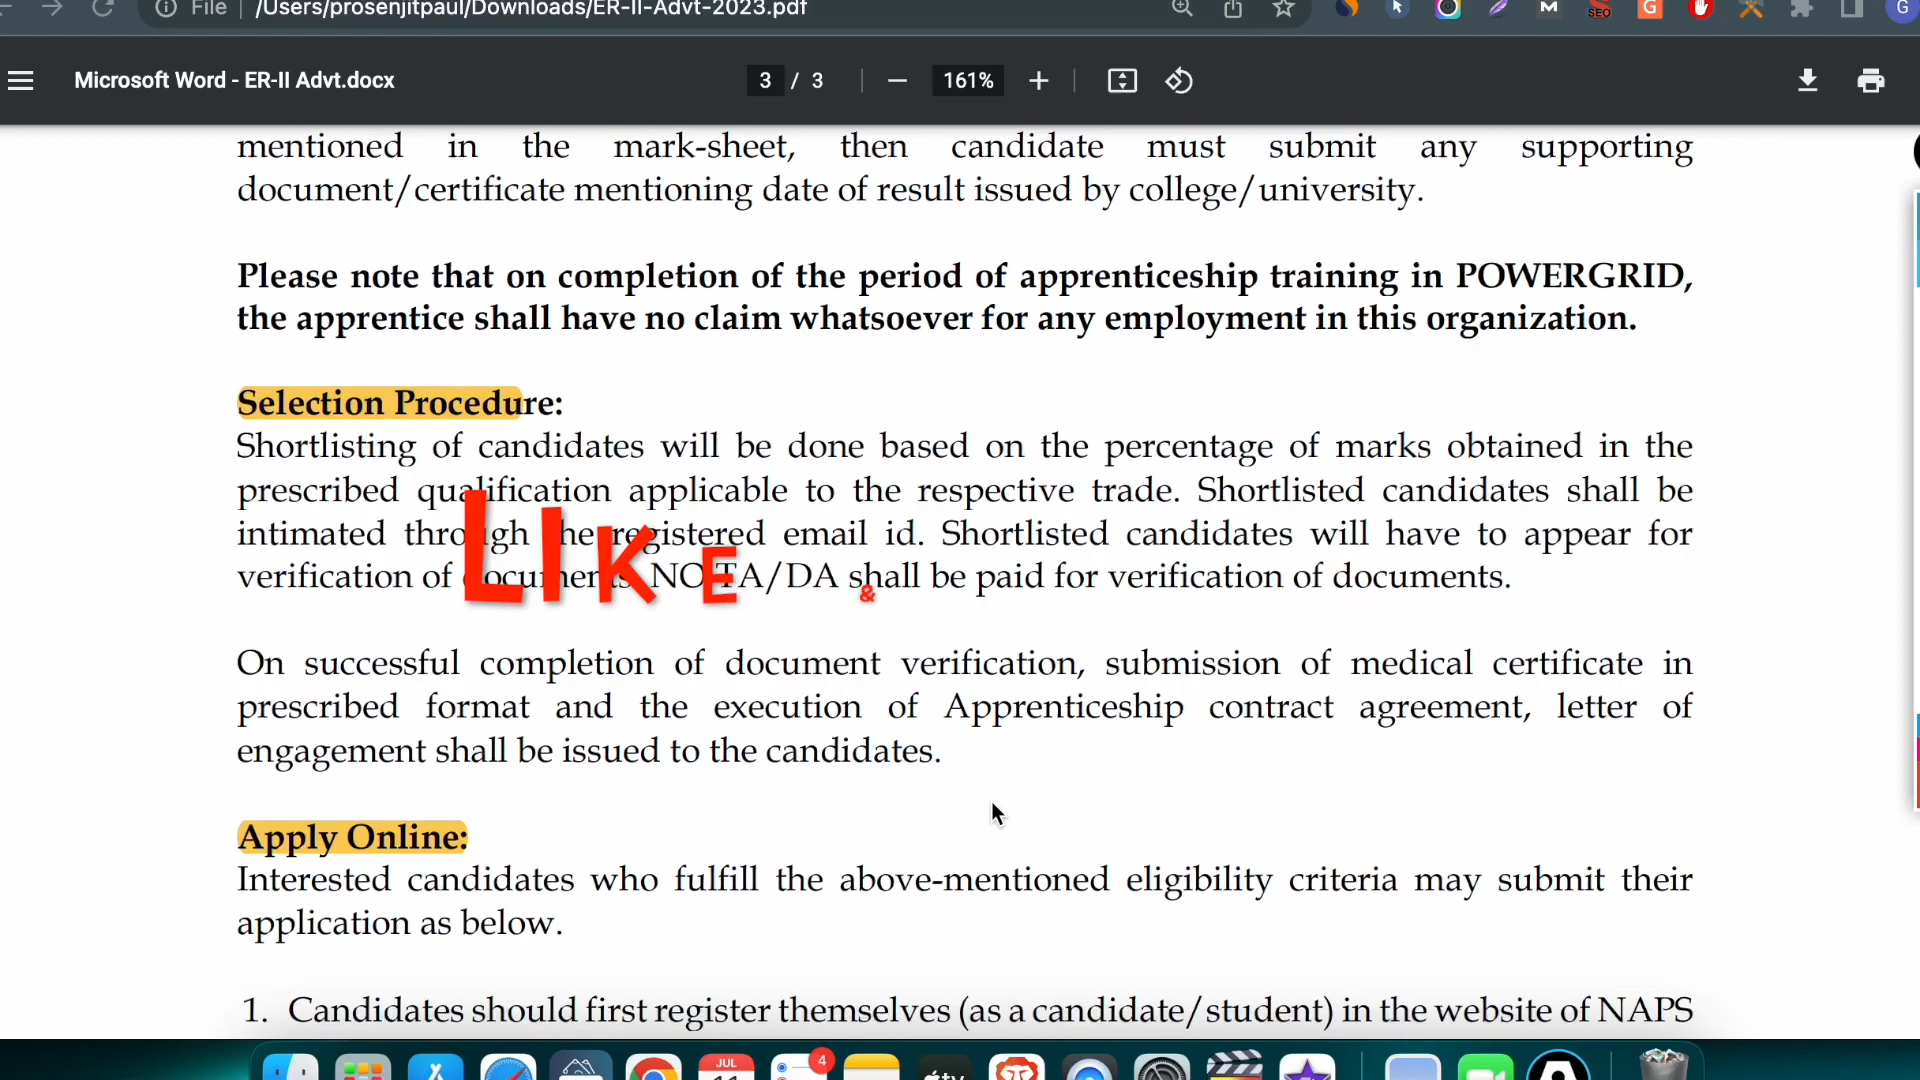 File /Users/prosenjitpaul/Downloads/ER-II-Advt-2023.pdf
SEO
M
G
G
Microsoft Word - ER-II Advt.docx 3 / 3 161%
mentioned in the mark-sheet, then candidate must submit any supporting
document/certificate mentioning date of result issued by college/university.
Please note that on completion of the period of apprenticeship training in POWERGRID,
the apprentice shall have no claim whatsoever for any employment in this organization.
Selection Procedure:
Shortlisting of candidates will be done based on the percentage of marks obtained in the
prescribed qualification applicable to the respective trade. Shortlisted candidates shall be
intimated through the registered email id. Shortlisted candidates will have to appear for
verification of documents. NO TA/DA shall be paid for verification of documents.
LIKE &
On successful completion of document verification, submission of medical certificate in
prescribed format and the execution of Apprenticeship contract agreement, letter of
engagement shall be issued to the candidates.
Apply Online:
Interested candidates who fulfill the above-mentioned eligibility criteria may submit their
application as below.
1. Candidates should first register themselves (as a candidate/student) in the website of NAPS
JUL
4
tv